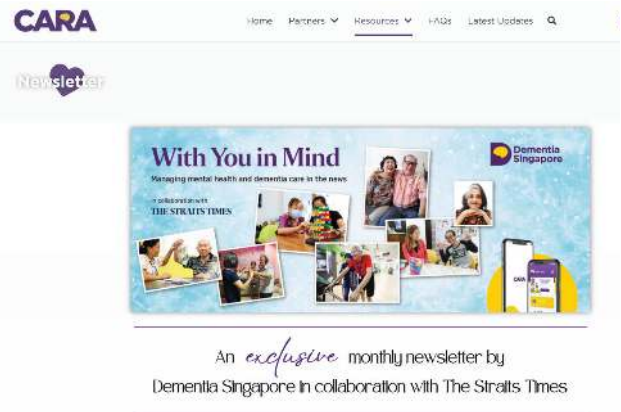 CARA
Home Partners Resources FAQs Latest Updates
Newsletter
With You in Mind
Managing mental health and dementia care in the news
In collaboration with
THE STRAITS TIMES
Dementia
Singapore
CARA
An exclusive monthly newsletter by
Dementia Singapore in collaboration with The Straits Times